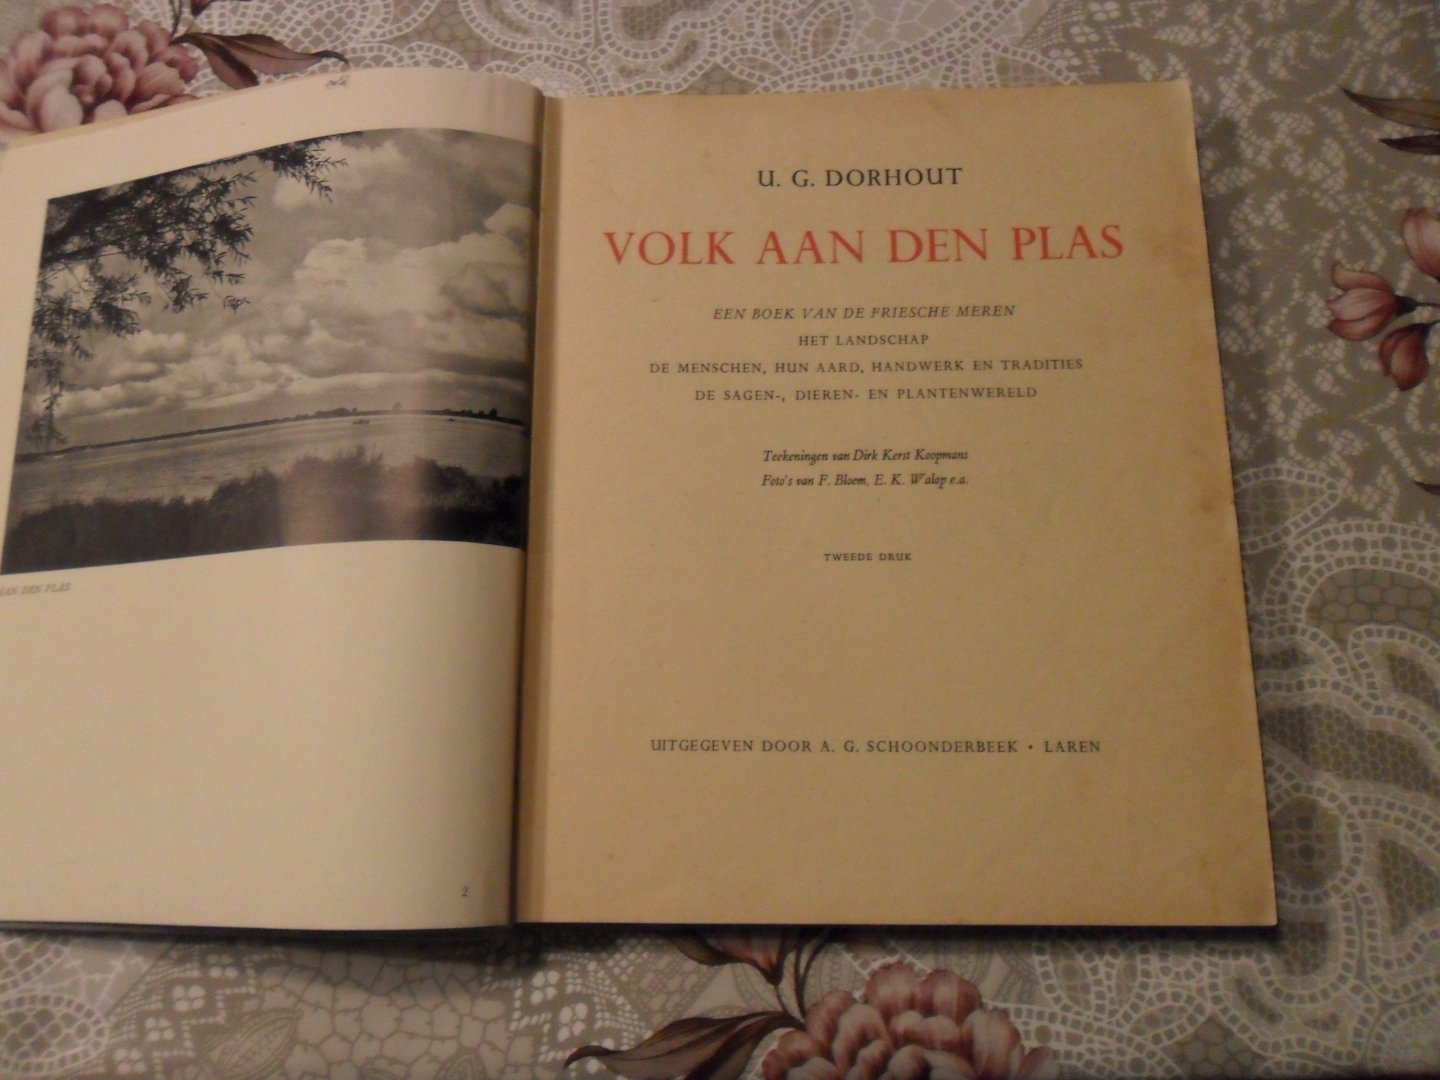 AAN DEN PLAS
2
U. G. DORHOUT
VOLK AAN DEN PLAS
EEN BOEK VAN DE FRIESCHE MEREN
HET LANDSCHAP
DE MENSCHEN, HUN AARD, HANDWERK EN TRADITIES
DE SAGEN-, DIEREN- EN PLANTENWERELD
Teekeningen van Dirk Kerst Koopmans
Foto's van F. Bloem, E. K. Walop e.a.
TWEEDE DRUK
UITGEGEVEN DOOR A. G. SCHOONDERBEEK • LAREN